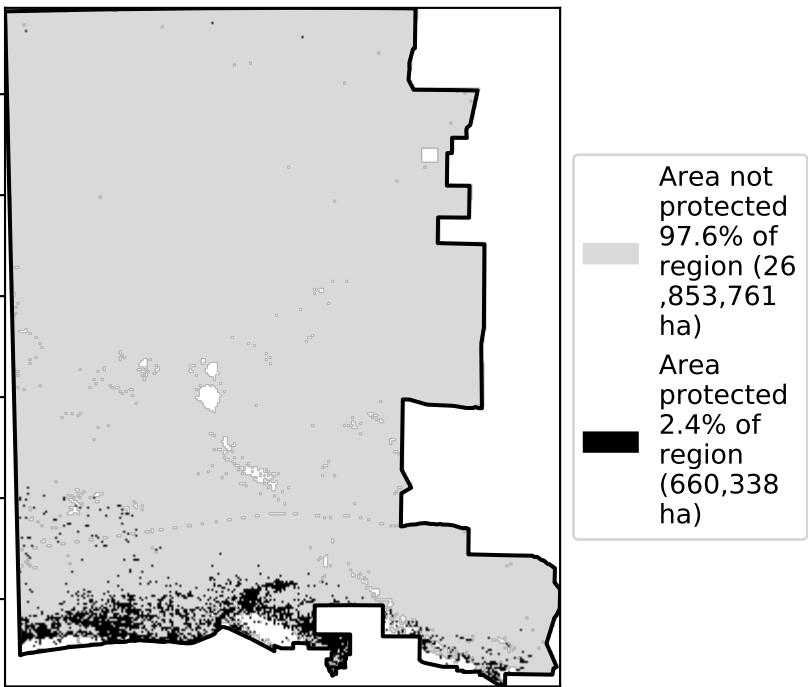 Area not
protected
97.6% of
region (26
,853,761
ha)
Area
protected
2.4% of
region
(660,338
ha)